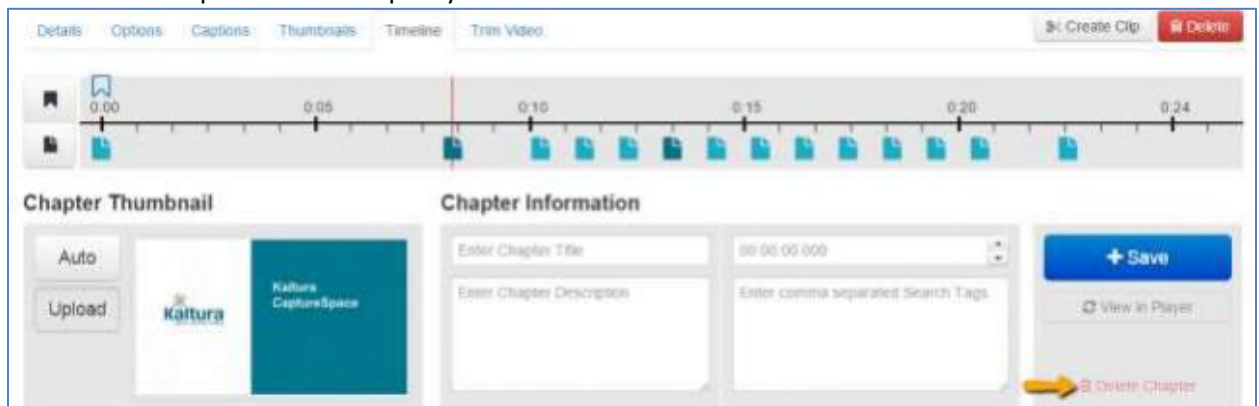 Details Options Captions Thumbnails Timeline Trim Video Create Clip Delete
0:00 0:05 0:10 0:15 0:20 0:24
Chapter Thumbnail Chapter Information
Auto Enter Chapter Title 00:00:00.000 + Save
Upload Kaltura Kaltura CaptureSpace Enter Chapter Description Enter comma separated Search Tags View in Player
Delete Chapter